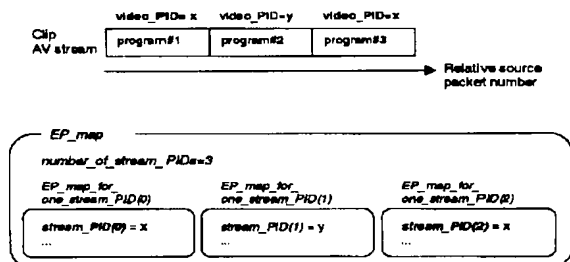 video_PID= x video_PID=y video_PID=x
Clip
AV stream
program#1 program#2 program#3
Relative source
packet number
EP_map
number_of_stream_PIDs=3
EP_map_for_
one_stream_PID(0)
EP_map_for_
one_stream_PID(1)
EP_map_for_
one_stream_PID(2)
stream_PID(0) = x
...
stream_PID(1) = y
...
stream_PID(2) = x
...